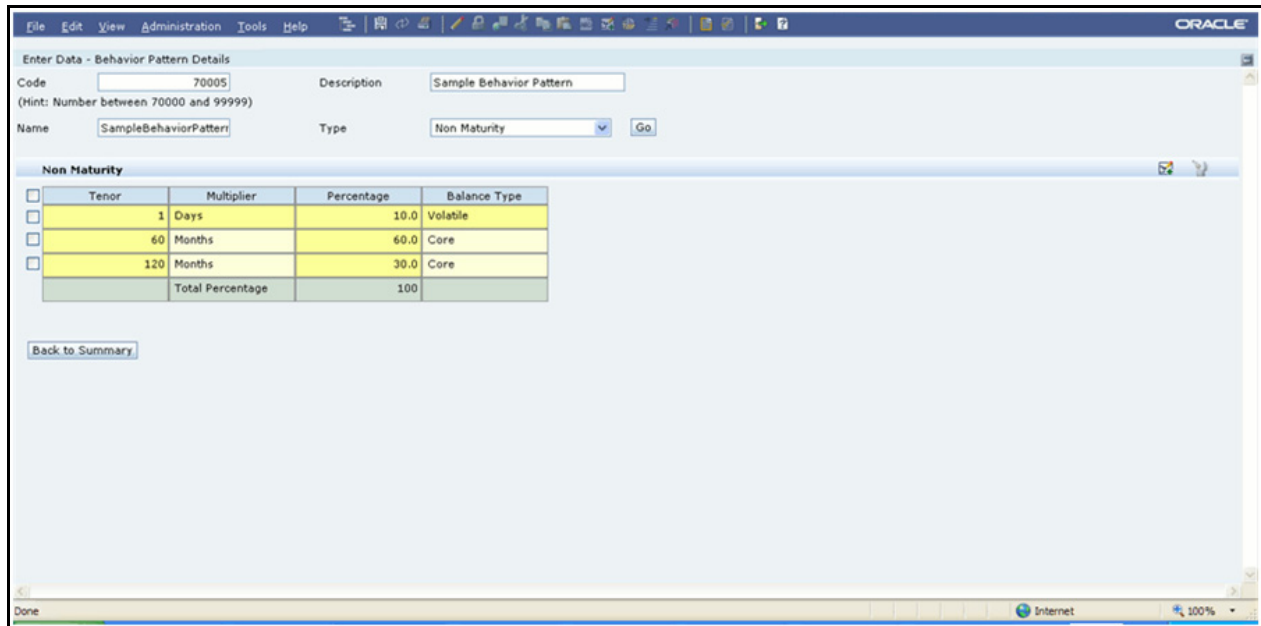 File Edit View Administration Tools Help ORACLE
Enter Data - Behavior Pattern Details
Code 70005 Description Sample Behavior Pattern
(Hint: Number between 70000 and 99999)
Name SampleBehaviorPattern Type Non Maturity Go
Non Maturity
Tenor Multiplier Percentage Balance Type
1 Days 10.0 Volatile
60 Months 60.0 Core
120 Months 30.0 Core
Total Percentage 100
Back to Summary
Done Internet 100%